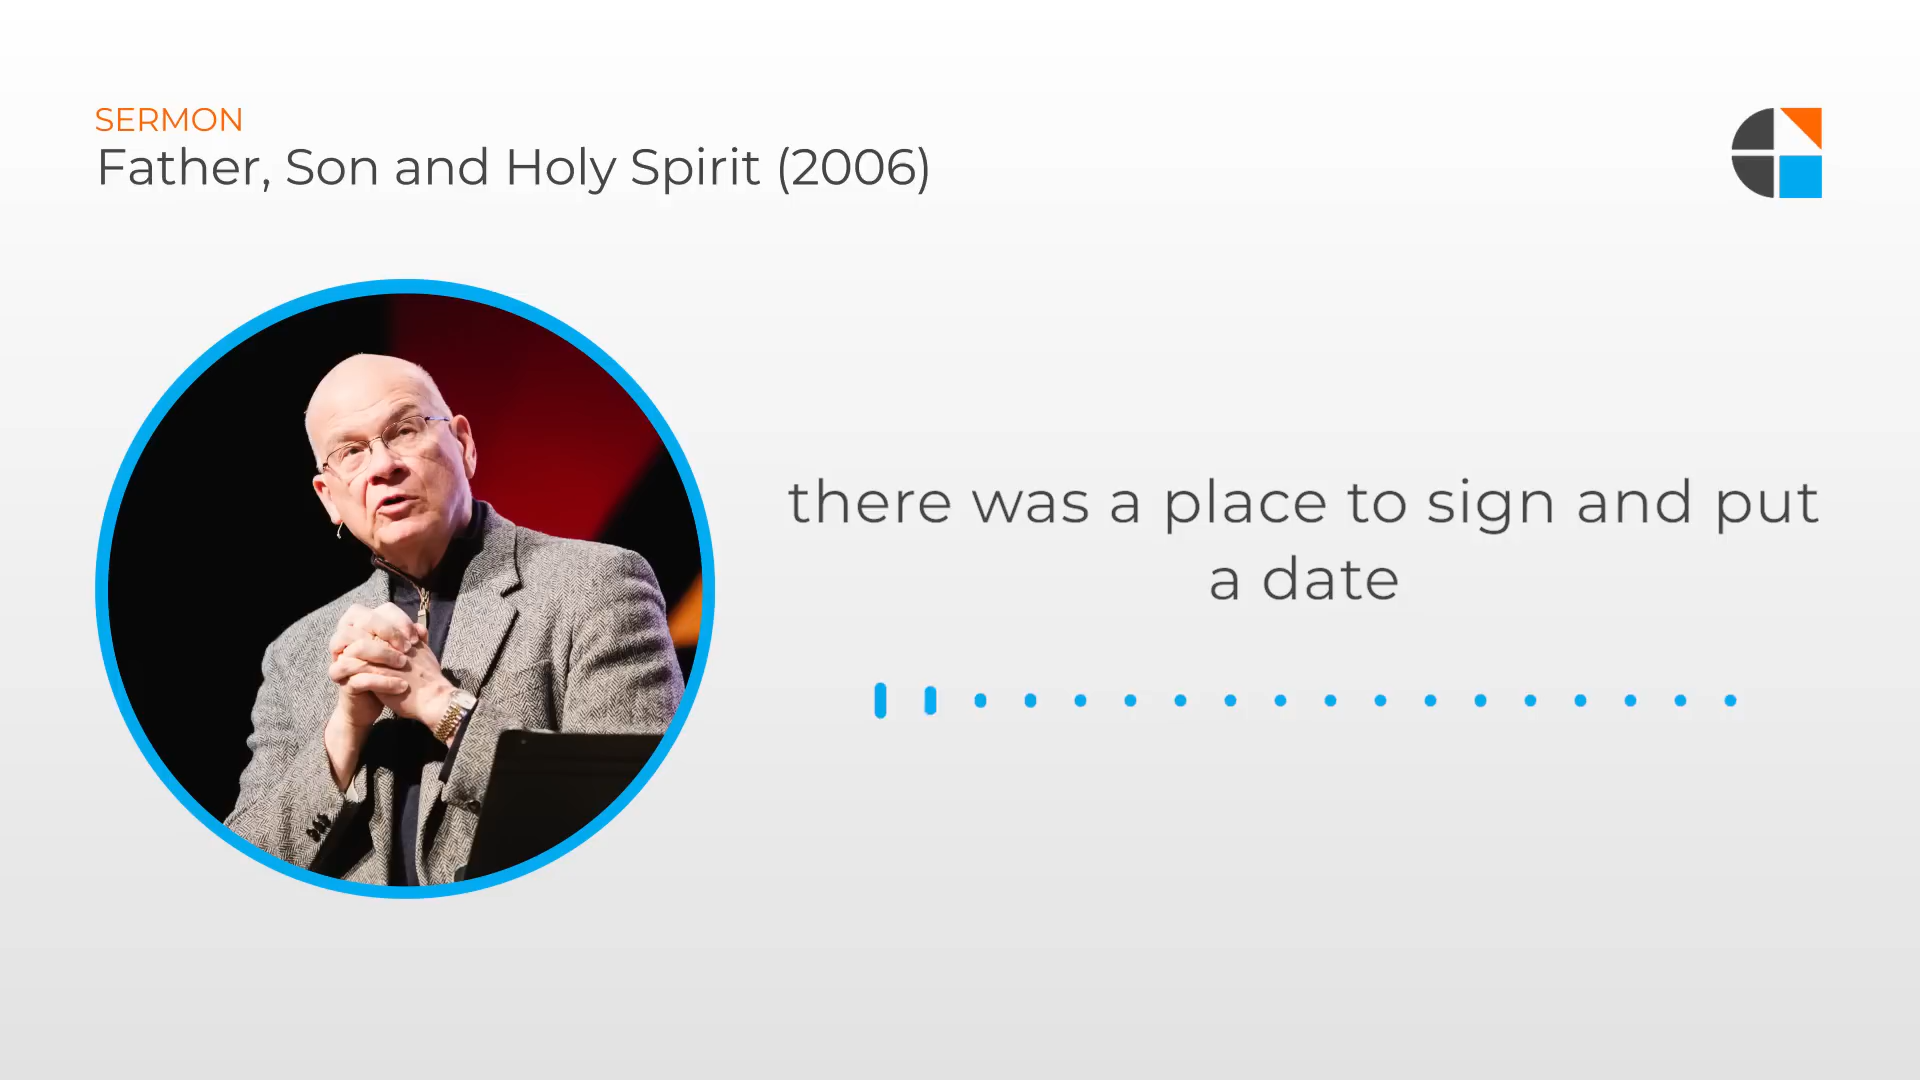 SERMON
Father, Son and Holy Spirit (2006)
there was a place to sign and put
a date